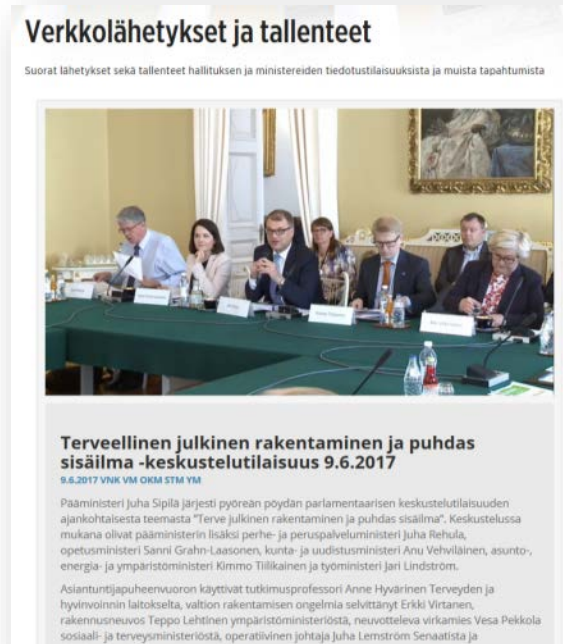 Verkkolähetykset ja tallenteet
Suorat lähetykset sekä tallenteet hallituksen ja ministereiden tiedotustilaisuuksista ja muista tapahtumista
Terveellinen julkinen rakentaminen ja puhdas
sisäilma -keskustelutilaisuus 9.6.2017
9.6.2017 VNK VM OKM STM YM
Pääministeri Juha Sipilä järjesti pyöreän pöydän parlamentaarisen keskustelutilaisuuden
ajankohtaisesta teemasta "Terve julkinen rakentaminen ja puhdas sisäilma". Keskustelussa
mukana olivat pääministerin lisäksi perhe- ja peruspalveluministeri Juha Rehula,
opetusministeri Sanni Grahn-Laasonen, kunta- ja uudistusministeri Anu Vehviläinen, asunto-,
energia- ja ympäristöministeri Kimmo Tiilikainen ja työministeri Jari Lindström.
Asiantuntijapuheenvuoron käyttivät tutkimusprofessori Anne Hyvärinen Terveyden ja
hyvinvoinnin laitokselta, valtion rakentamisen ongelmia selvittänyt Erkki Virtanen,
rakennusneuvos Teppo Lehtinen ympäristöministeriöstä, neuvotteleva virkamies Vesa Pekkola
sosiaali- ja terveysministeriöstä, operatiivinen johtaja Juha Lemström Senaatista ja